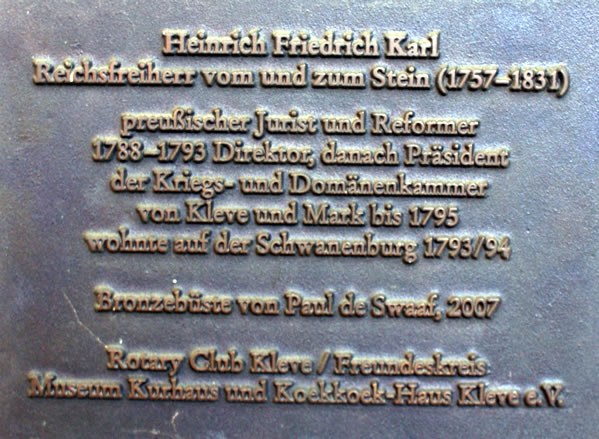 Heinrich Friedrich Karl
Reichsfreiherr vom und zum Stein (1757–1831)
preußischer Jurist und Reformer
1788–1793 Direktor, danach Präsident
der Kriegs- und Domänenkammer
von Kleve und Mark bis 1795
wohnte auf der Schwanenburg 1793/94
Bronzebüste von Paul de Swaaf, 2007
Rotary Club Kleve / Freundeskreis
Museum Kurhaus und Koekkoek-Haus Kleve e.V.